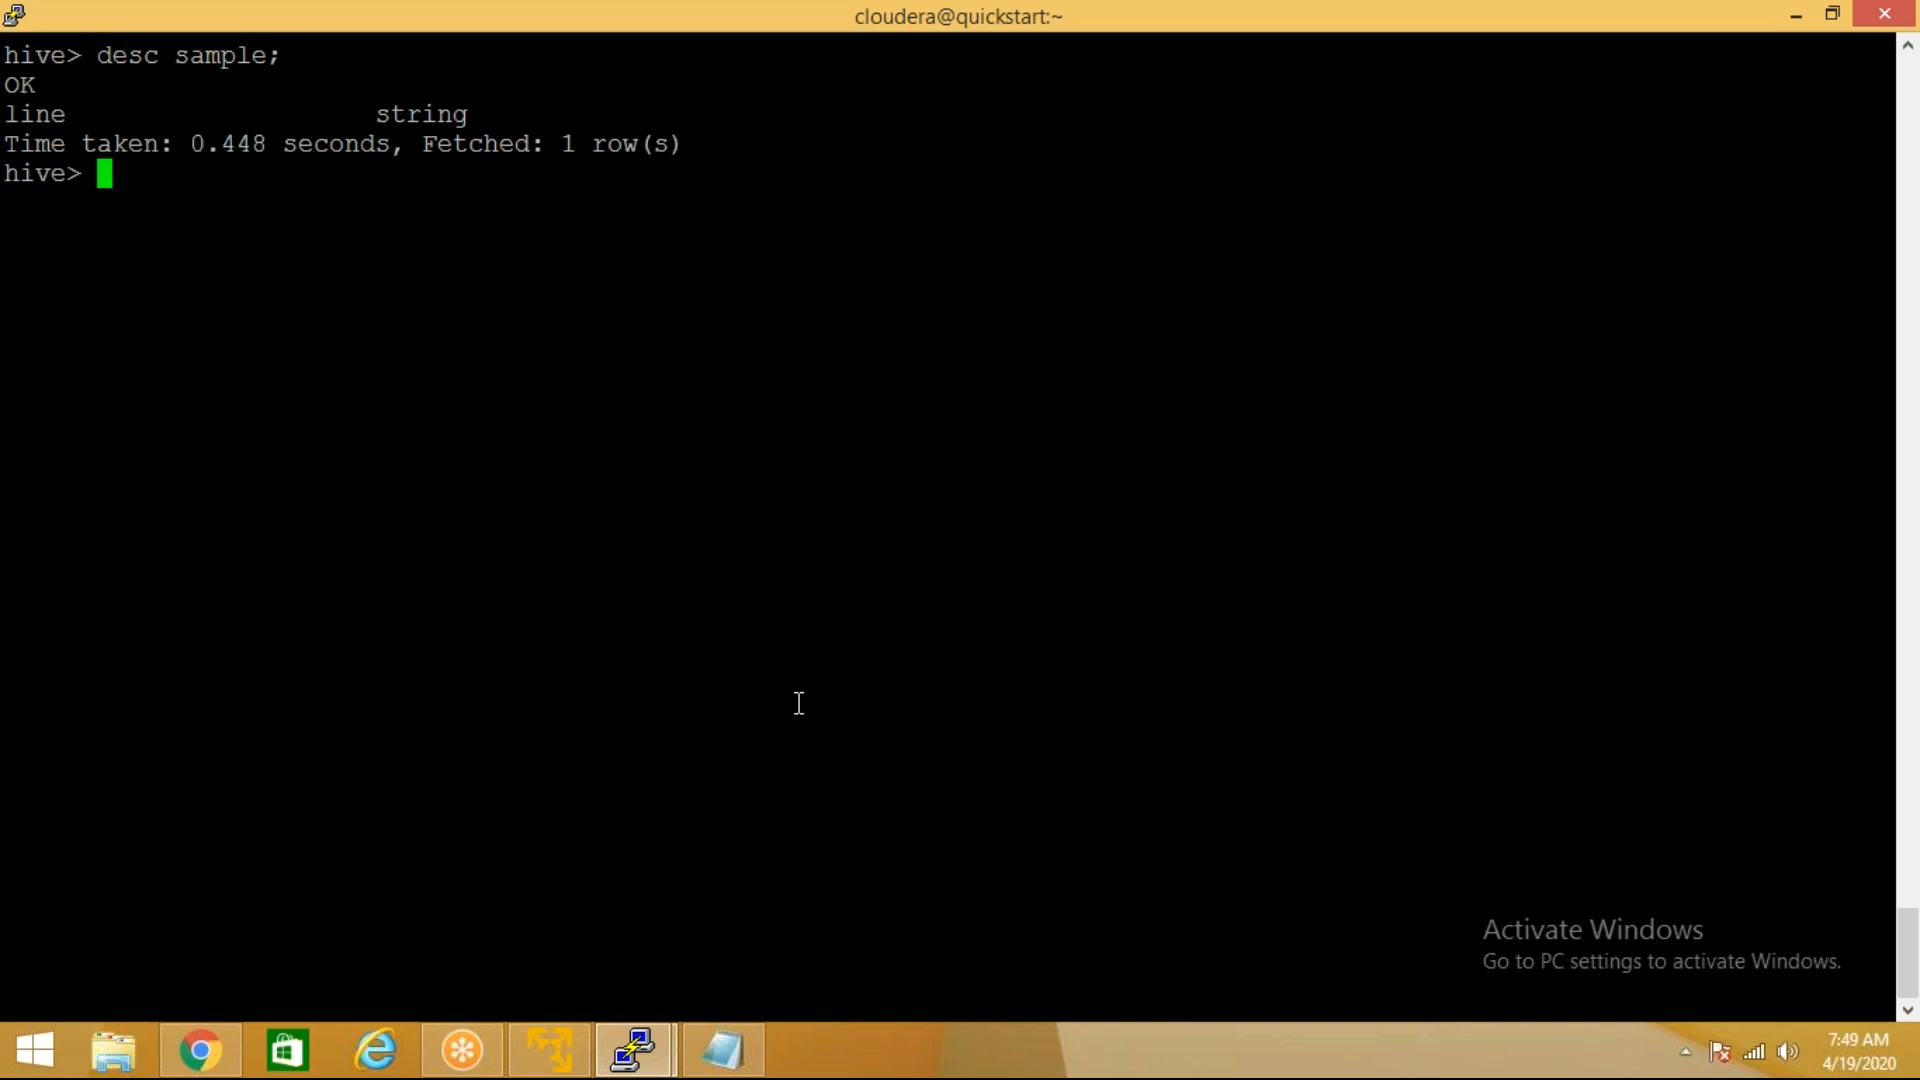 cloudera@quickstart:~
hive> desc sample;
OK
line string
Time taken: 0.448 seconds, Fetched: 1 row(s)
hive>
Activate Windows
Go to PC settings to activate Windows.
7:49 AM
4/19/2020